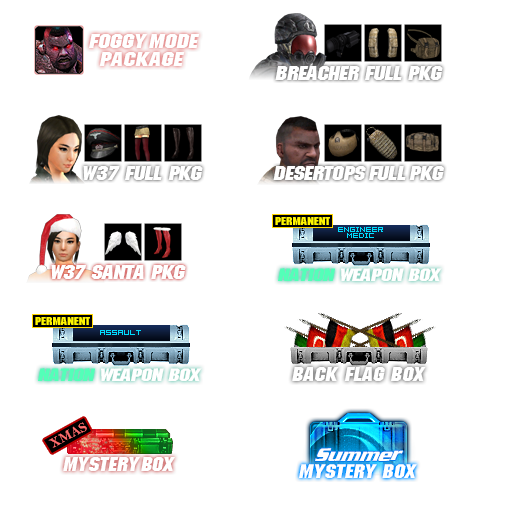 FOGGY MODE
PACKAGE
BREACHER FULL PKG
W37 FULL PKG
DESERTOPS FULL PKG
W37 SANTA PKG
PERMANENT
ENGINEER
MEDIC
WEAPON BOX
PERMANENT
ASSAULT
WEAPON BOX
BACK FLAG BOX
XMAS
MYSTERY BOX
Summer
MYSTERY BOX